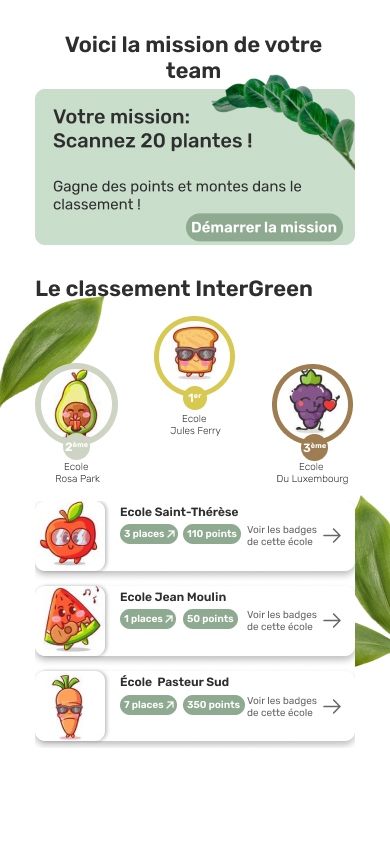 Voici la mission de votre
team
Votre mission:
Scannez 20 plantes !
Gagne des points et montes dans le
classement !
Démarrer la mission
Le classement InterGreen
1er
Ecole
Jules Ferry
2ème
Ecole
Rosa Park
3ème
Ecole
Du Luxembourg
Ecole Saint-Thérèse
3 places 110 points
Voir les badges
de cette école
Ecole Jean Moulin
1 places 50 points
Voir les badges
de cette école
École Pasteur Sud
7 places 350 points
Voir les badges
de cette école